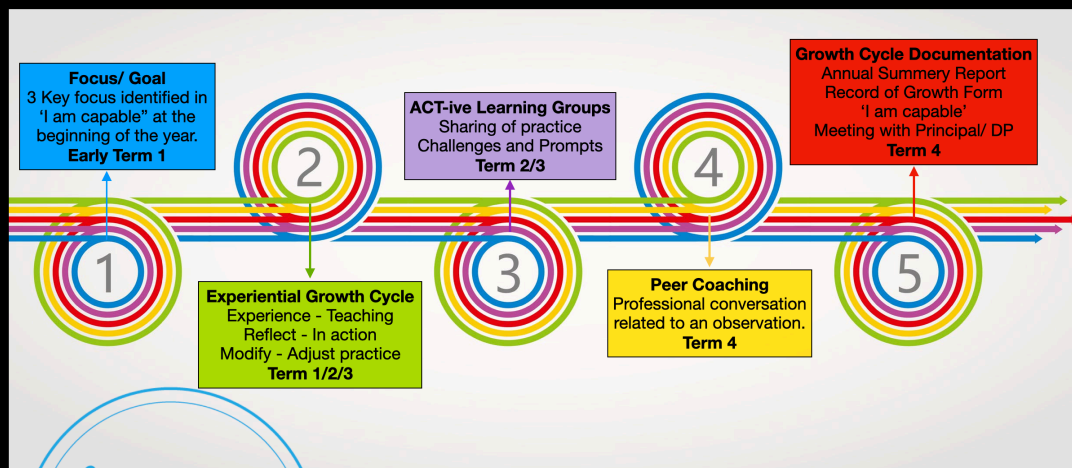 Focus/ Goal
3 Key focus identified in
‘I am capable” at the
beginning of the year.
Early Term 1
1
2
Experiential Growth Cycle
Experience - Teaching
Reflect - In action
Modify - Adjust practice
Term 1/2/3
ACT-ive Learning Groups
Sharing of practice
Challenges and Prompts
Term 2/3
3
4
Peer Coaching
Professional conversation
related to an observation.
Term 4
Growth Cycle Documentation
Annual Summery Report
Record of Growth Form
‘I am capable’
Meeting with Principal/ DP
Term 4
5